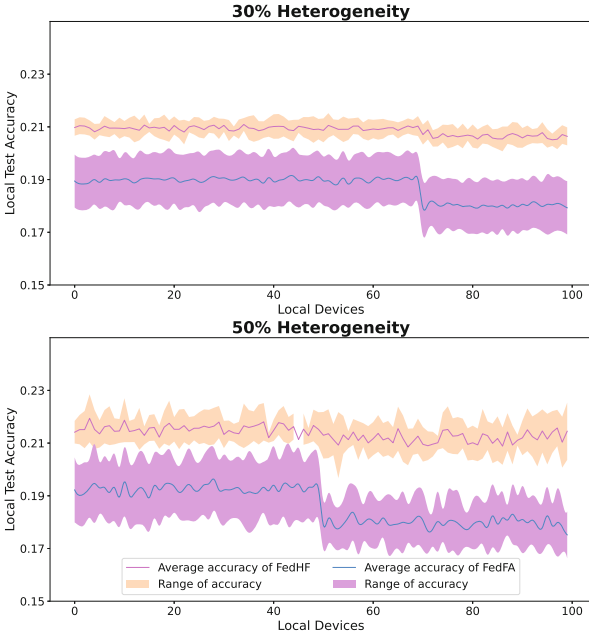 30% Heterogeneity
Local Test Accuracy
0.23
0.21
0.19
0.17
0.15
0 20 40 60 80 100
Local Devices
50% Heterogeneity
Local Test Accuracy
0.23
0.21
0.19
0.17
0.15
Average accuracy of FedHF Average accuracy of FedFA
Range of accuracy Range of accuracy
0 20 40 60 80 100
Local Devices